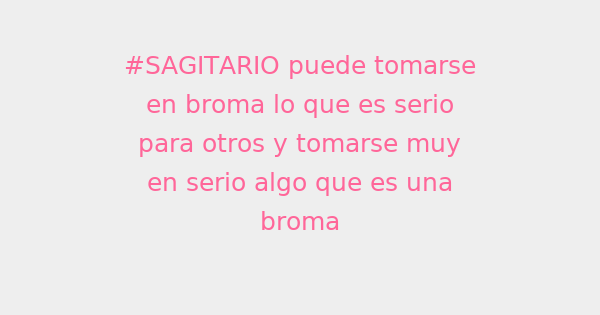 #SAGITARIO puede tomarse
en broma lo que es serio
para otros y tomarse muy
en serio algo que es una
broma